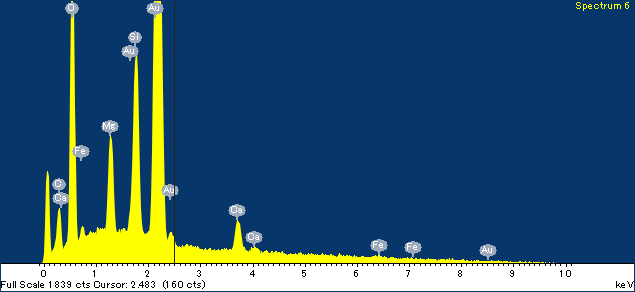 Spectrum 6
O
Au
Si
Au
Mg
Fe
C
Ca
Au
Ca
Ca
Fe
Fe
Au
0 1 2 3 4 5 6 7 8 9 10
Full Scale 1839 cts Cursor: 2.483 (160 cts)
keV